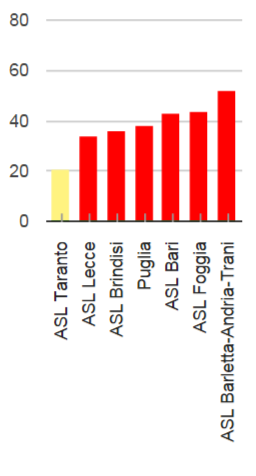 80
60
40
20
0
ASL Taranto
ASL Lecce
ASL Brindisi
Puglia
ASL Bari
ASL Foggia
ASL Barletta-Andria-Trani